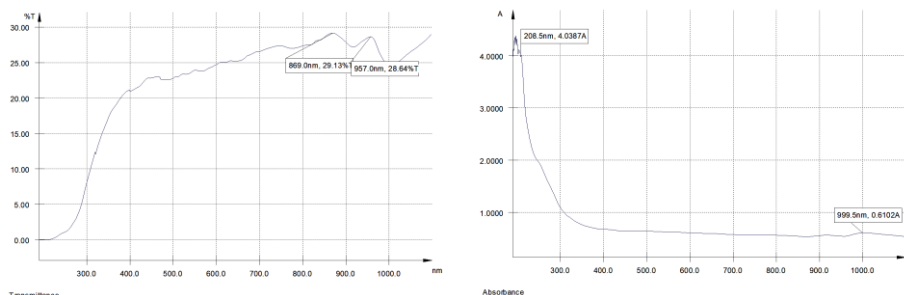 %T
30.00
25.00
20.00
15.00
10.00
5.00
0.00
869.0nm, 29.13%T
957.0nm, 28.64%T
300.0 400.0 500.0 600.0 700.0 800.0 900.0 1000.0 nm
A
4.0000
3.0000
2.0000
1.0000
208.5nm, 4.0387A
999.5nm, 0.6102A
300.0 400.0 500.0 600.0 700.0 800.0 900.0 1000.0
Absorbance